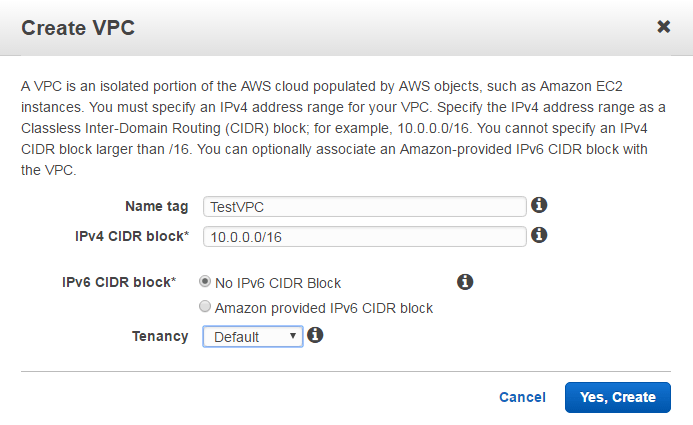 Create VPC
A VPC is an isolated portion of the AWS cloud populated by AWS objects, such as Amazon EC2
instances. You must specify an IPv4 address range for your VPC. Specify the IPv4 address range as a
Classless Inter-Domain Routing (CIDR) block; for example, 10.0.0.0/16. You cannot specify an IPv4
CIDR block larger than /16. You can optionally associate an Amazon-provided IPv6 CIDR block with
the VPC.
Name tag TestVPC
IPv4 CIDR block* 10.0.0.0/16
IPv6 CIDR block* No IPv6 CIDR Block
Amazon provided IPv6 CIDR block
Tenancy Default
Cancel Yes, Create